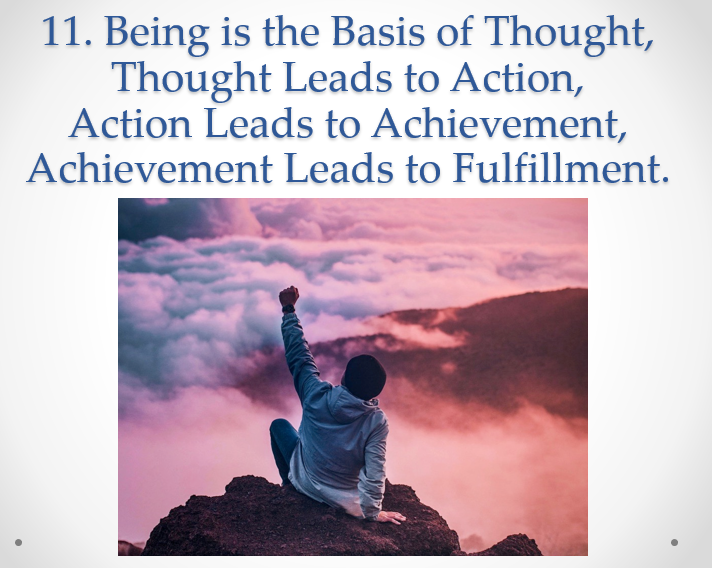 11. Being is the Basis of Thought,
Thought Leads to Action,
Action Leads to Achievement,
Achievement Leads to Fulfillment.